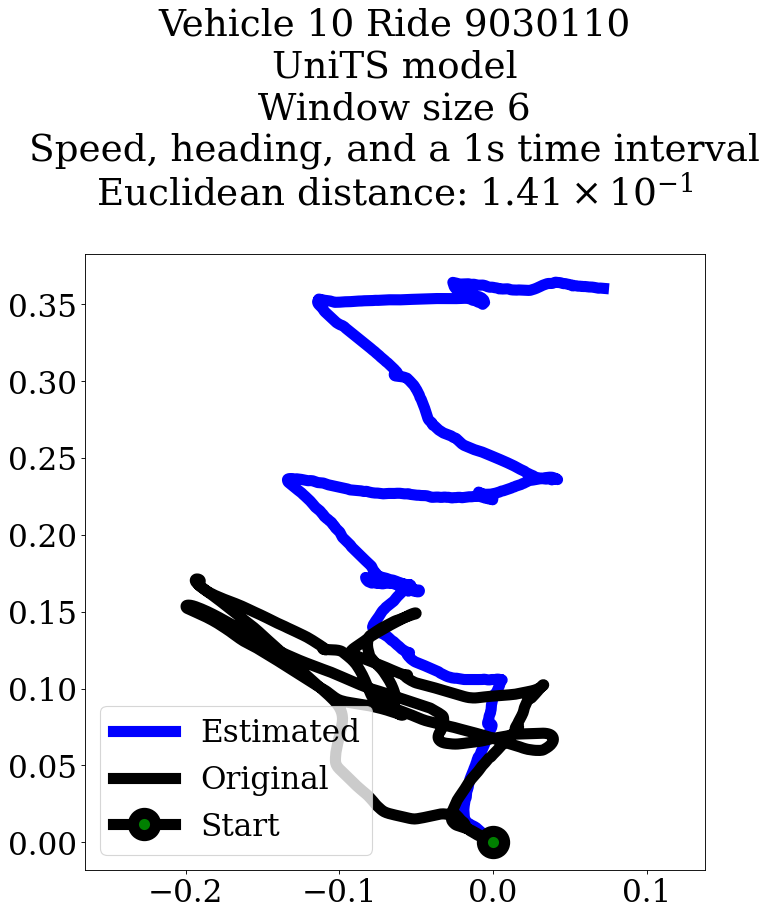 Vehicle 10 Ride 9030110
UniTS model
Window size 6
Speed, heading, and a 1s time interval
Euclidean distance: 1.41 × 10⁻¹
0.35
0.30
0.25
0.20
0.15
0.10
0.05
0.00
Estimated
Original
Start
−0.2 −0.1 0.0 0.1